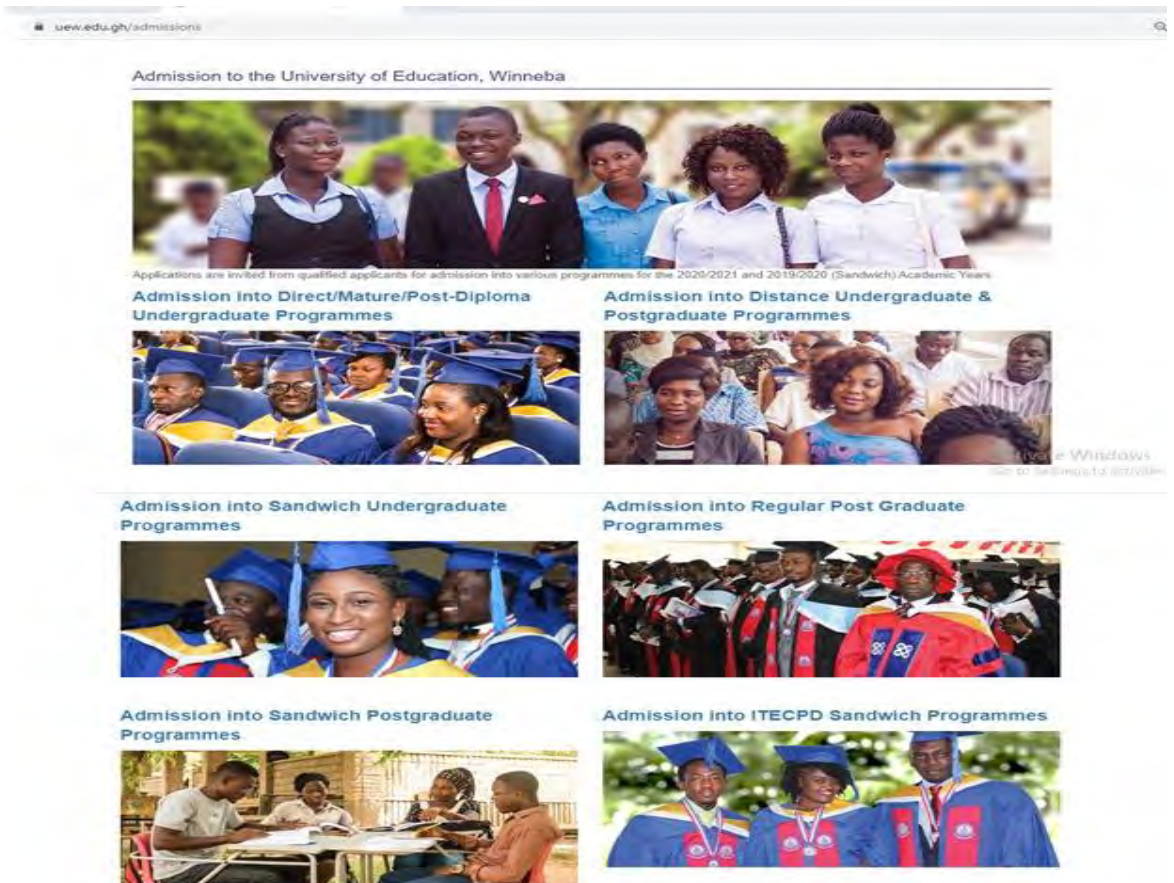 uew.edu.gh/admissions
Admission to the University of Education, Winneba
Applications are invited from qualified applicants for admission into various programmes for the 2020/2021 and 2019/2020 (Sandwich) Academic Years
Admission into Direct/Mature/Post-Diploma
Undergraduate Programmes
Admission into Distance Undergraduate &
Postgraduate Programmes
Windows
Admission into Sandwich Undergraduate
Programmes
Admission into Regular Post Graduate
Programmes
Admission into Sandwich Postgraduate
Programmes
Admission into ITECPD Sandwich Programmes